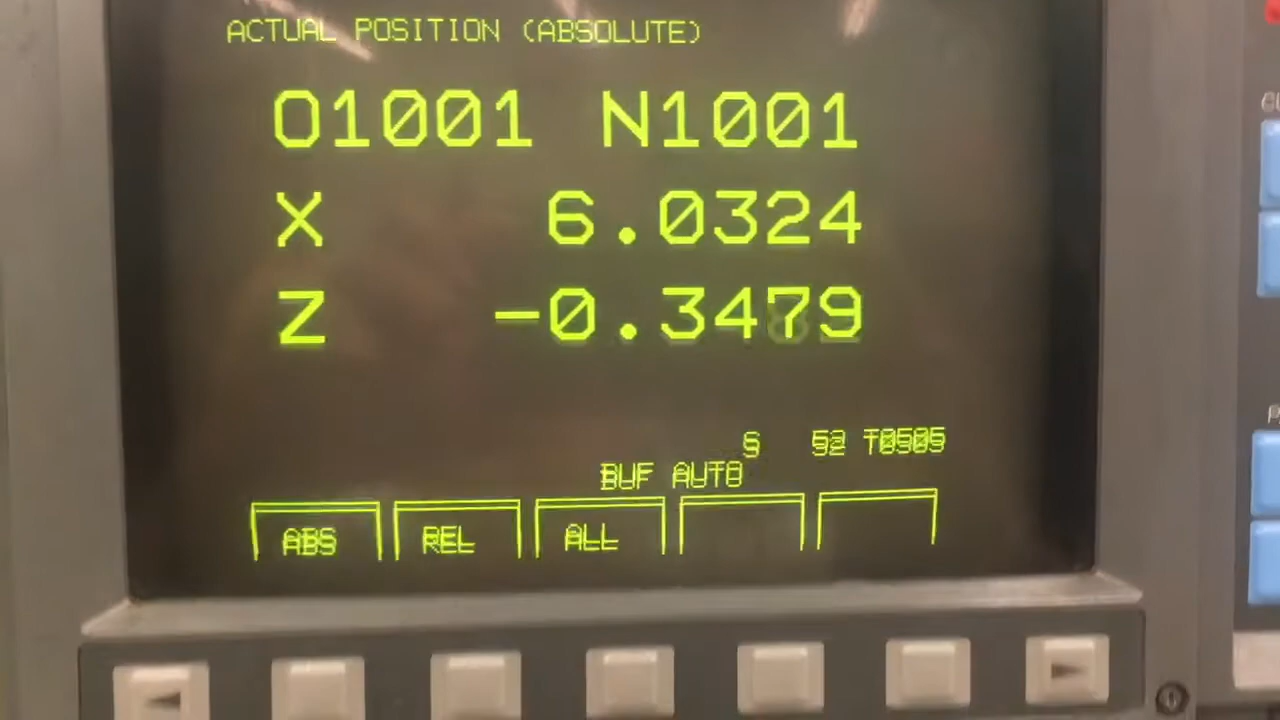 ACTUAL POSITION (ABSOLUTE)
O1001 N1001
X 6.0324
Z -0.3479
S 52 T0505
BUF AUTO
ABS REL ALL